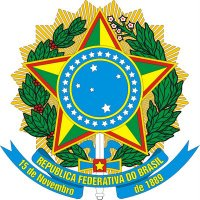 REPÚBLICA FEDERATIVA DO BRASIL
15 de Novembro
de 1889